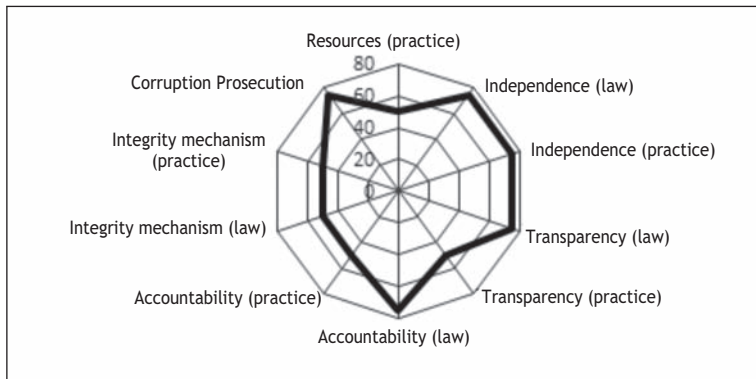 Resources (practice)
80
Corruption Prosecution
60
Independence (law)
40
Integrity mechanism
(practice)
Independence (practice)
20
0
Integrity mechanism (law)
Transparency (law)
Accountability (practice)
Transparency (practice)
Accountability (law)